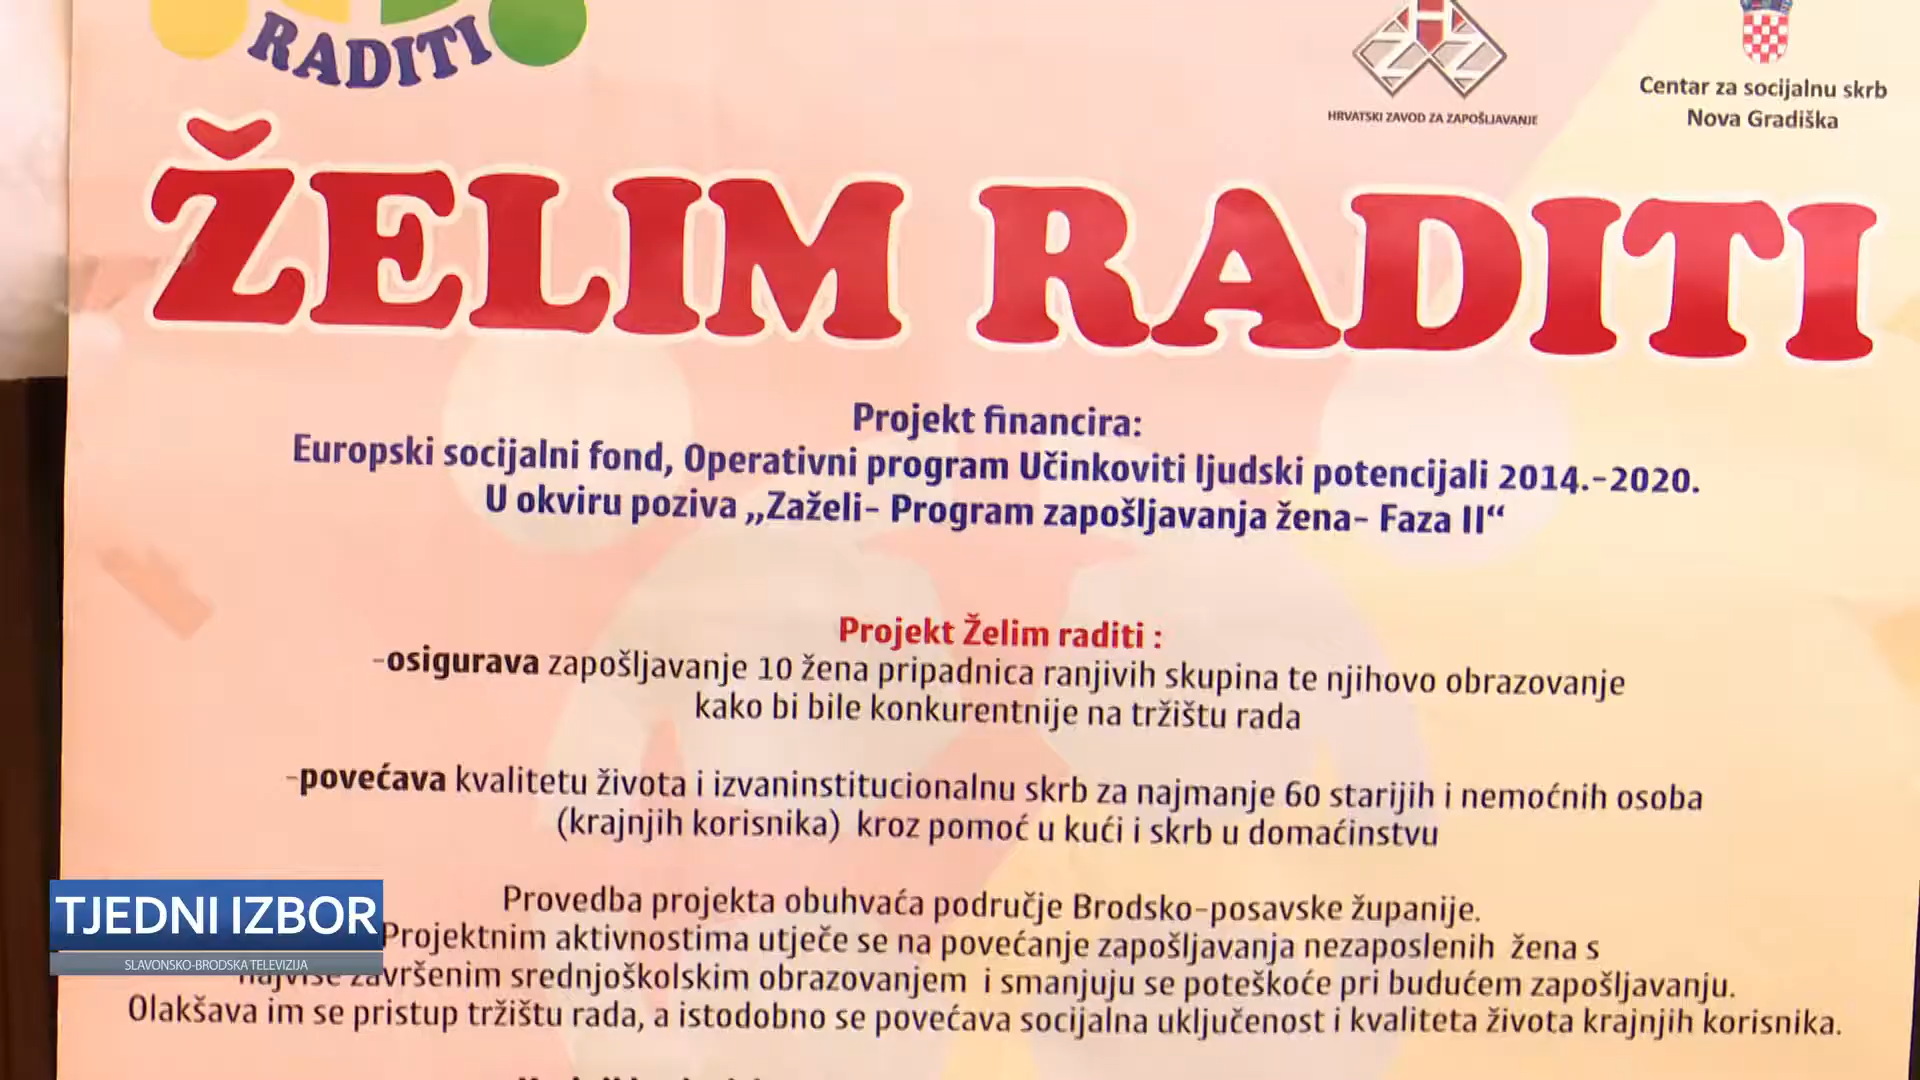 RADITI
HRVATSKI ZAVOD ZA ZAPOŠLJAVANJE
Centar za socijalnu skrb
Nova Gradiška
ŽELIM RADITI
Projekt financira:
Europski socijalni fond, Operativni program Učinkoviti ljudski potencijali 2014.-2020.
U okviru poziva „Zaželi- Program zapošljavanja žena- Faza II“
Projekt Želim raditi :
-osigurava zapošljavanje 10 žena pripadnica ranjivih skupina te njihovo obrazovanje
kako bi bile konkurentnije na tržištu rada
-povećava kvalitetu života i izvaninstitucionalnu skrb za najmanje 60 starijih i nemoćnih osoba
(krajnjih korisnika) kroz pomoć u kući i skrb u domaćinstvu
Provedba projekta obuhvaća područje Brodsko-posavske županije.
Projektnim aktivnostima utječe se na povećanje zapošljavanja nezaposlenih žena s
najviše završenim srednjoškolskim obrazovanjem i smanjuju se poteškoće pri budućem zapošljavanju.
Olakšava im se pristup tržištu rada, a istodobno se povećava socijalna uključenost i kvaliteta života krajnjih korisnika.
TJEDNI IZBOR
SLAVONSKO-BRODSKA TELEVIZIJA